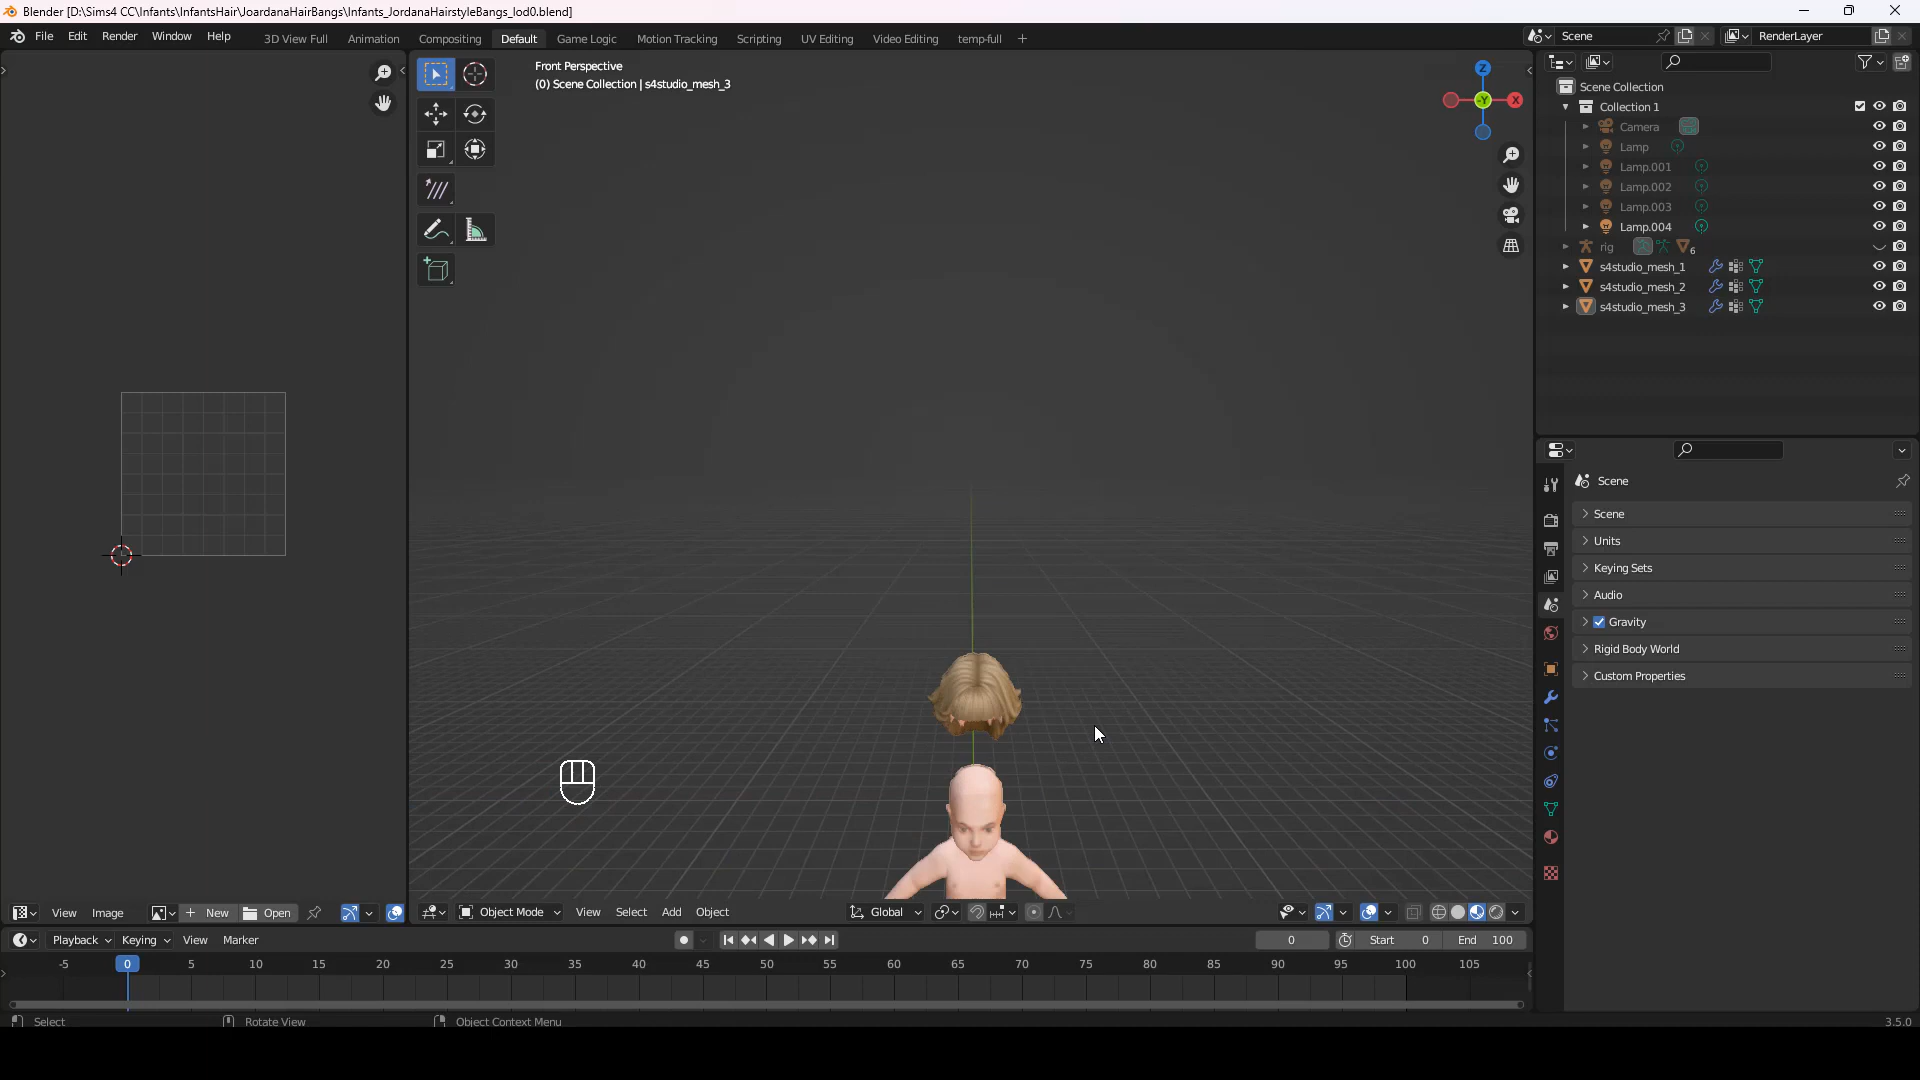 Blender [D:\Sims4 CC\Infants\InfantsHair\JoardanaHairBangs\Infants_JordanaHairstyleBangs_lod0.blend]
File Edit Render Window Help 3D View Full Animation Compositing Default Game Logic Motion Tracking Scripting UV Editing Video Editing temp-full + Scene RenderLayer
Front Perspective
(0) Scene Collection | s4studio_mesh_3
Z
-Y
X
Scene Collection
Collection 1
Camera
Lamp
Lamp.001
Lamp.002
Lamp.003
Lamp.004
rig 6
s4studio_mesh_1
s4studio_mesh_2
s4studio_mesh_3
Scene
Scene
Units
Keying Sets
Audio
Gravity
Rigid Body World
Custom Properties
View Image + New Open Object Mode View Select Add Object Global
Playback Keying View Marker 0 Start 0 End 100
-5 0 5 10 15 20 25 30 35 40 45 50 55 60 65 70 75 80 85 90 95 100 105
Select Rotate View Object Context Menu 3.5.0